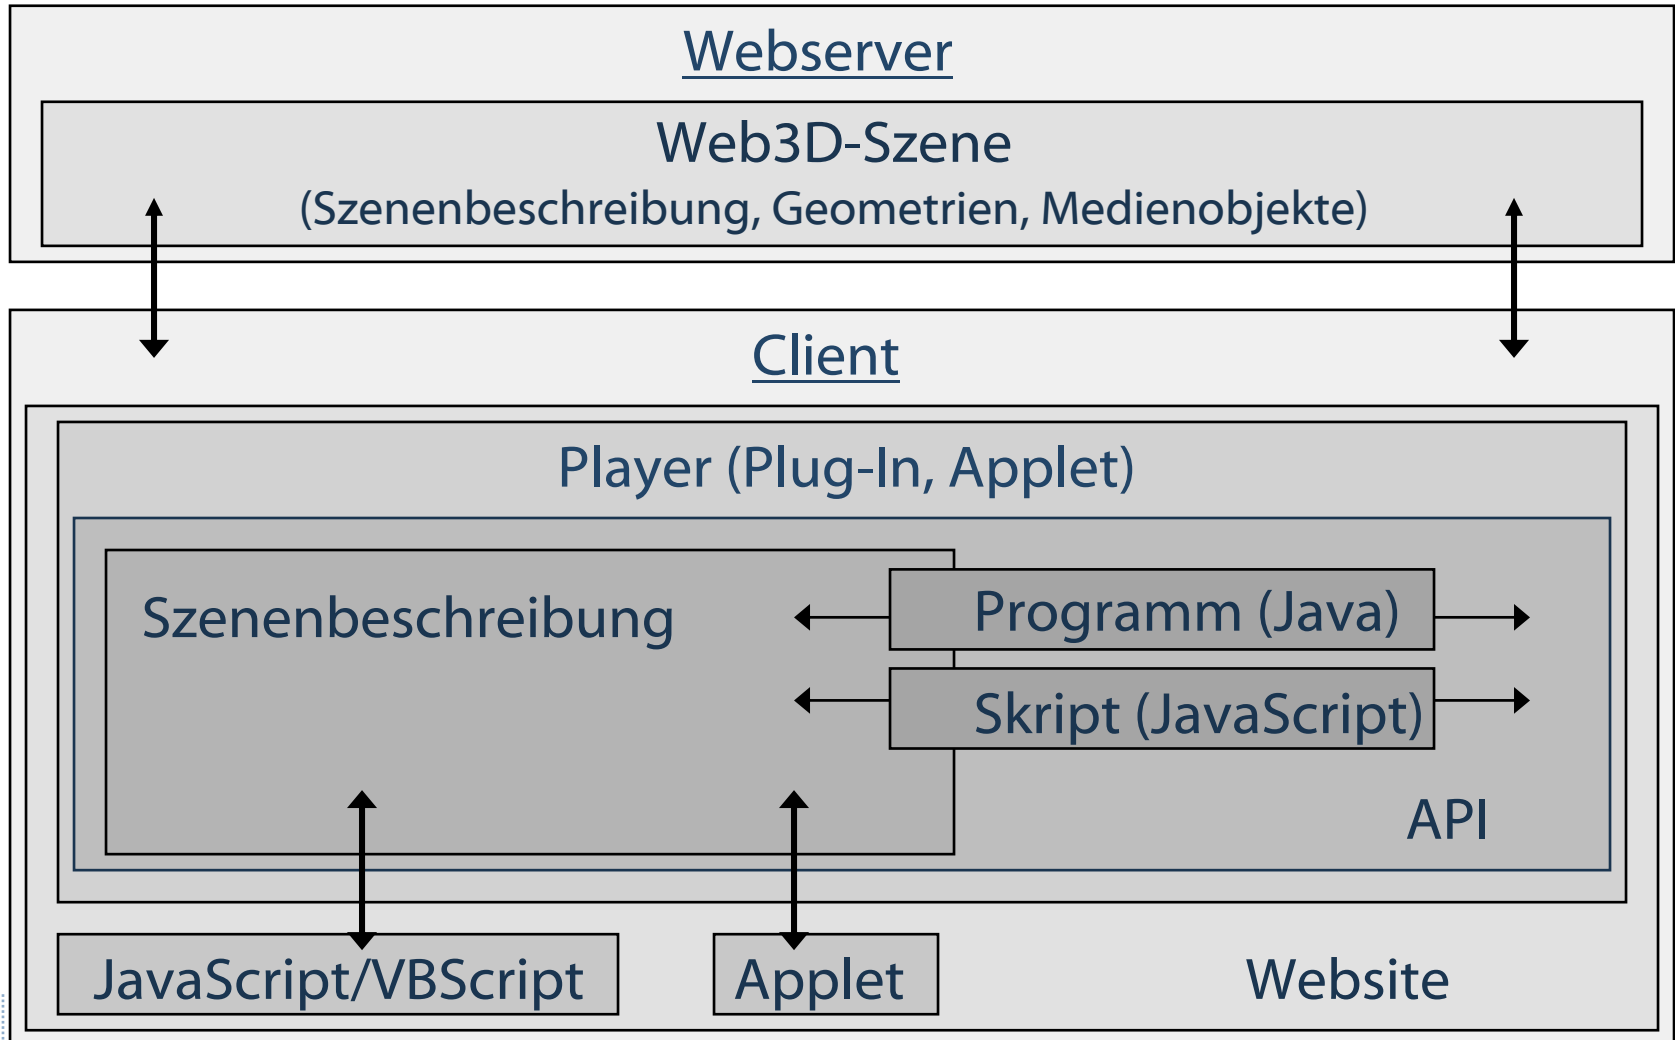 Webserver
Web3D-Szene
(Szenenbeschreibung, Geometrien, Medienobjekte)
Client
Player (Plug-In, Applet)
Szenenbeschreibung
Programm (Java)
Skript (JavaScript)
API
JavaScript/VBScript
Applet
Website